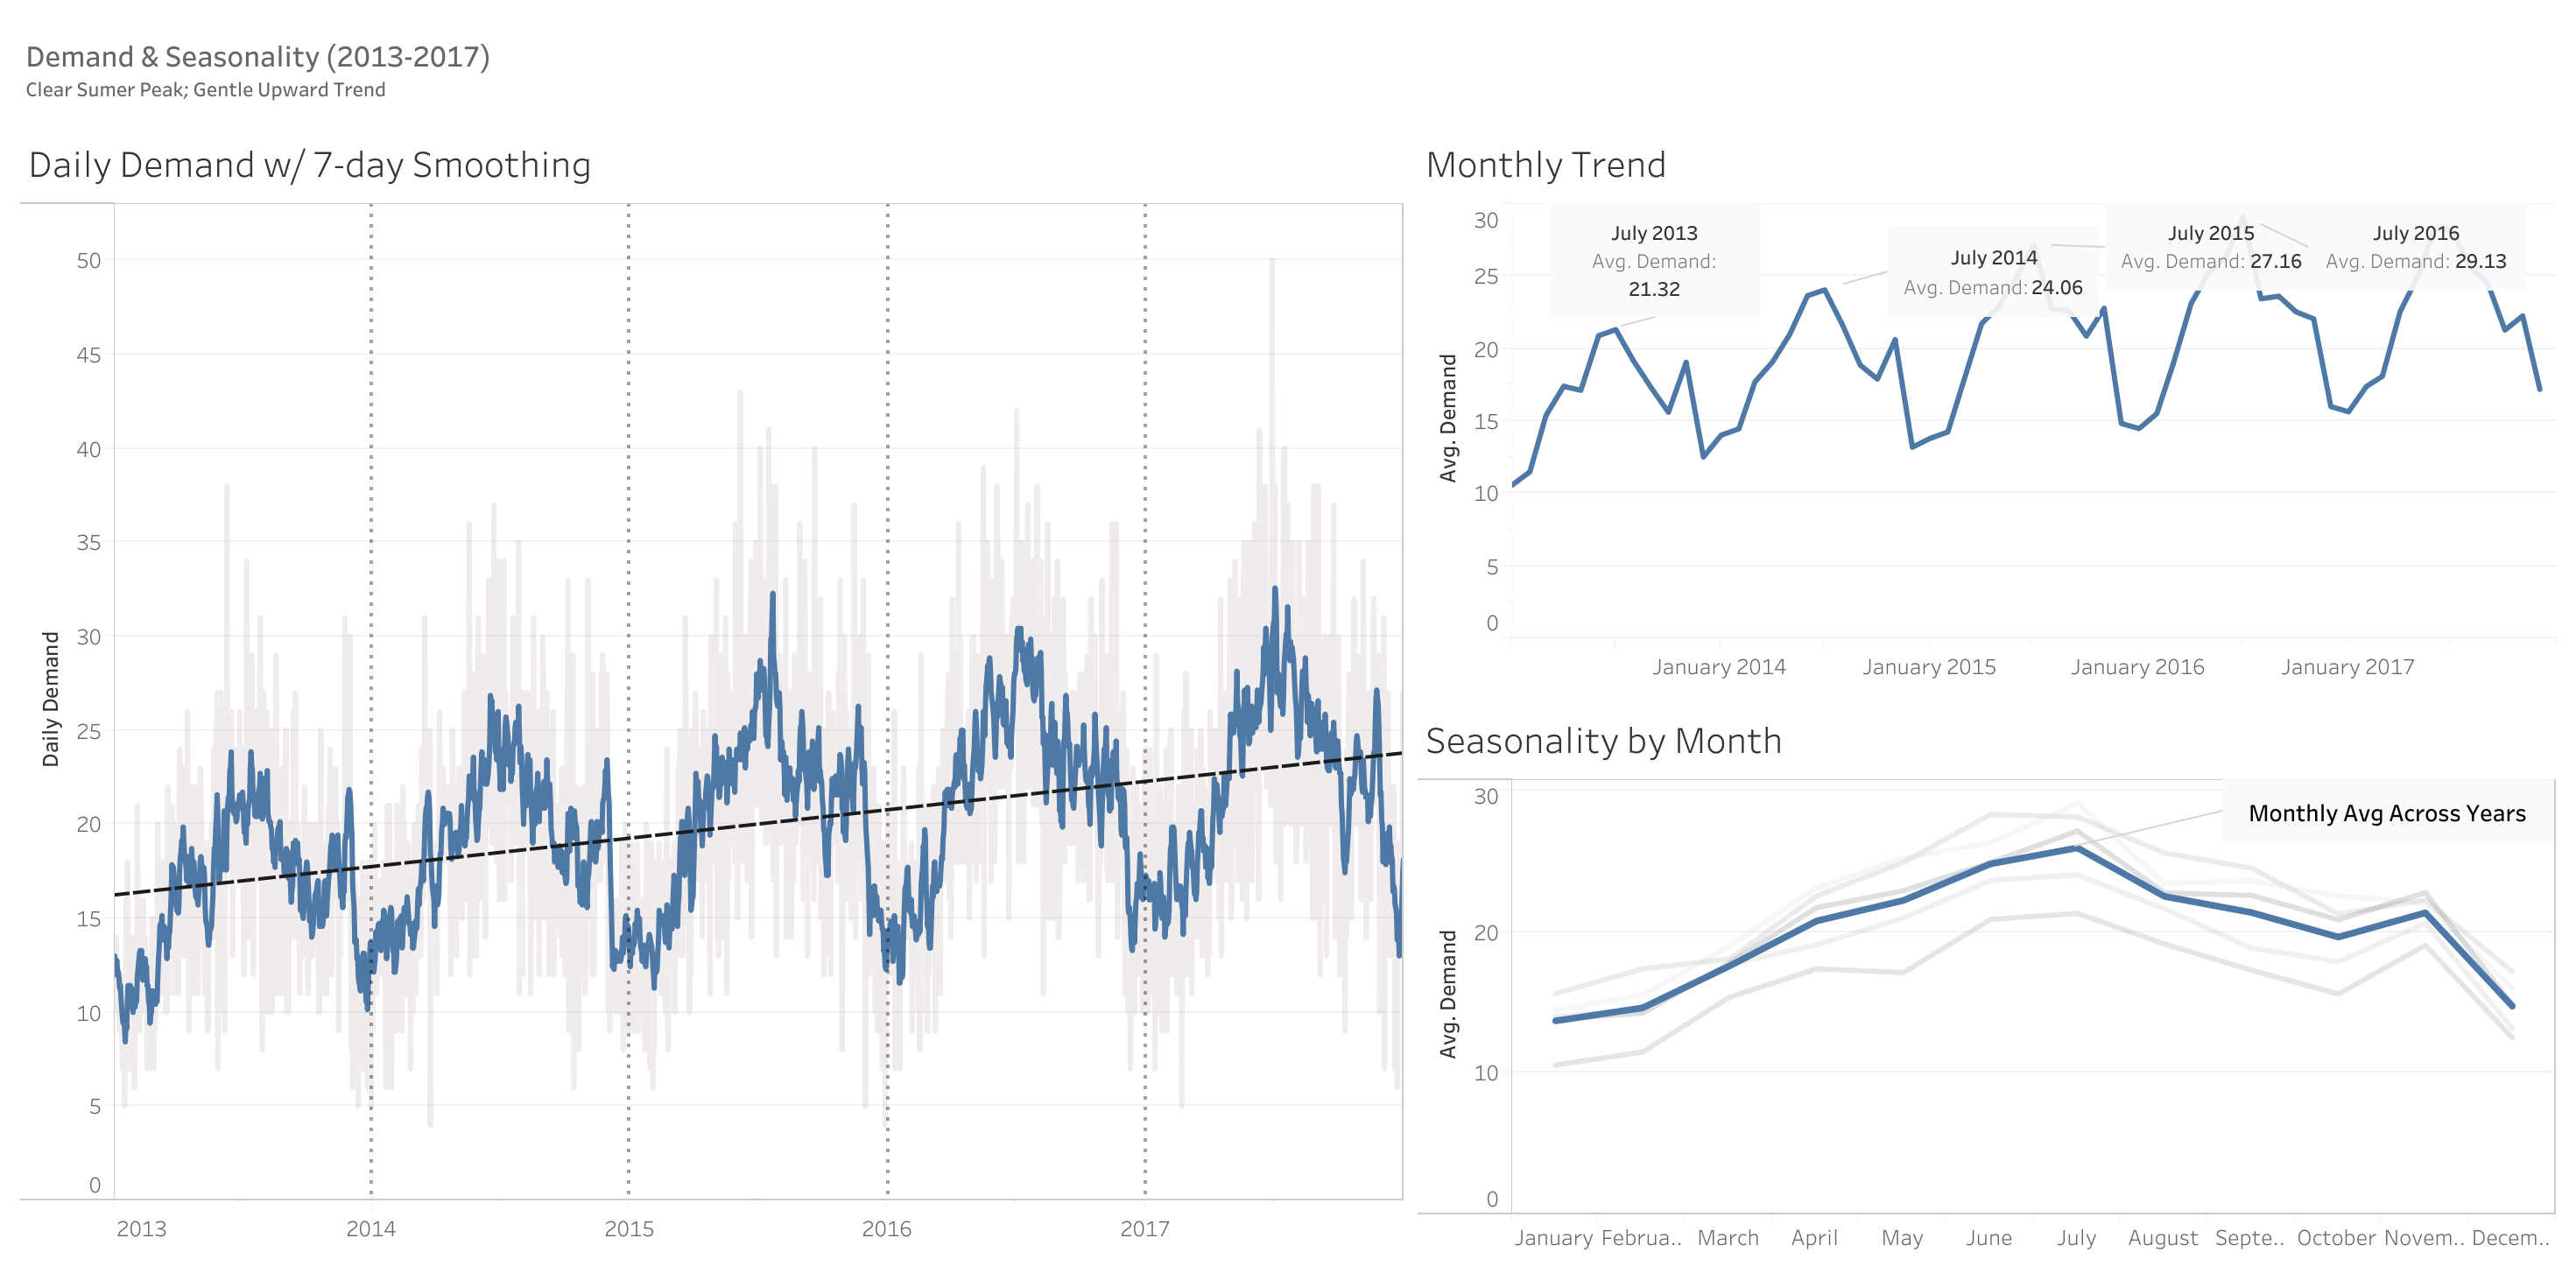 Demand & Seasonality (2013-2017)
Clear Sumer Peak; Gentle Upward Trend
Daily Demand w/ 7-day Smoothing
Daily Demand
50
45
40
35
30
25
20
15
10
5
0
2013
2014
2015
2016
2017
Monthly Trend
Avg. Demand
30
25
20
15
10
5
0
July 2013
Avg. Demand:
21.32
July 2014
Avg. Demand: 24.06
July 2015
Avg. Demand: 27.16
July 2016
Avg. Demand: 29.13
January 2014
January 2015
January 2016
January 2017
Seasonality by Month
Avg. Demand
30
20
10
0
Monthly Avg Across Years
January
Februa..
March
April
May
June
July
August
Septe..
October
Novem..
Decem..